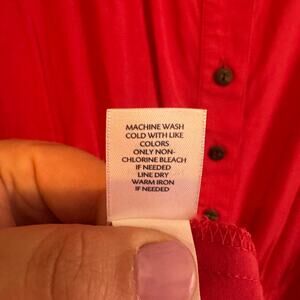 MACHINE WASH
COLD WITH LIKE
COLORS
ONLY NON-
CHLORINE BLEACH
IF NEEDED
LINE DRY
WARM IRON
IF NEEDED